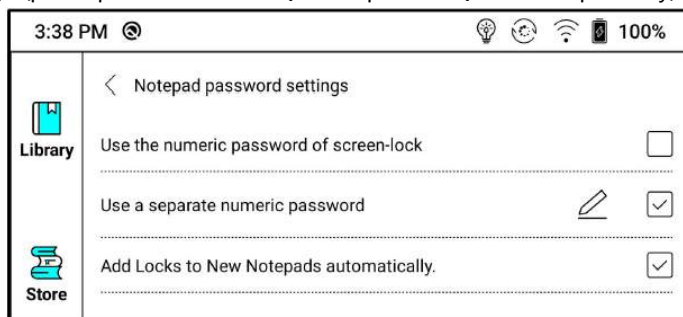 3:38 PM 100%
Notepad password settings
Library
Use the numeric password of screen-lock
Use a separate numeric password
Add Locks to New Notepads automatically.
Store